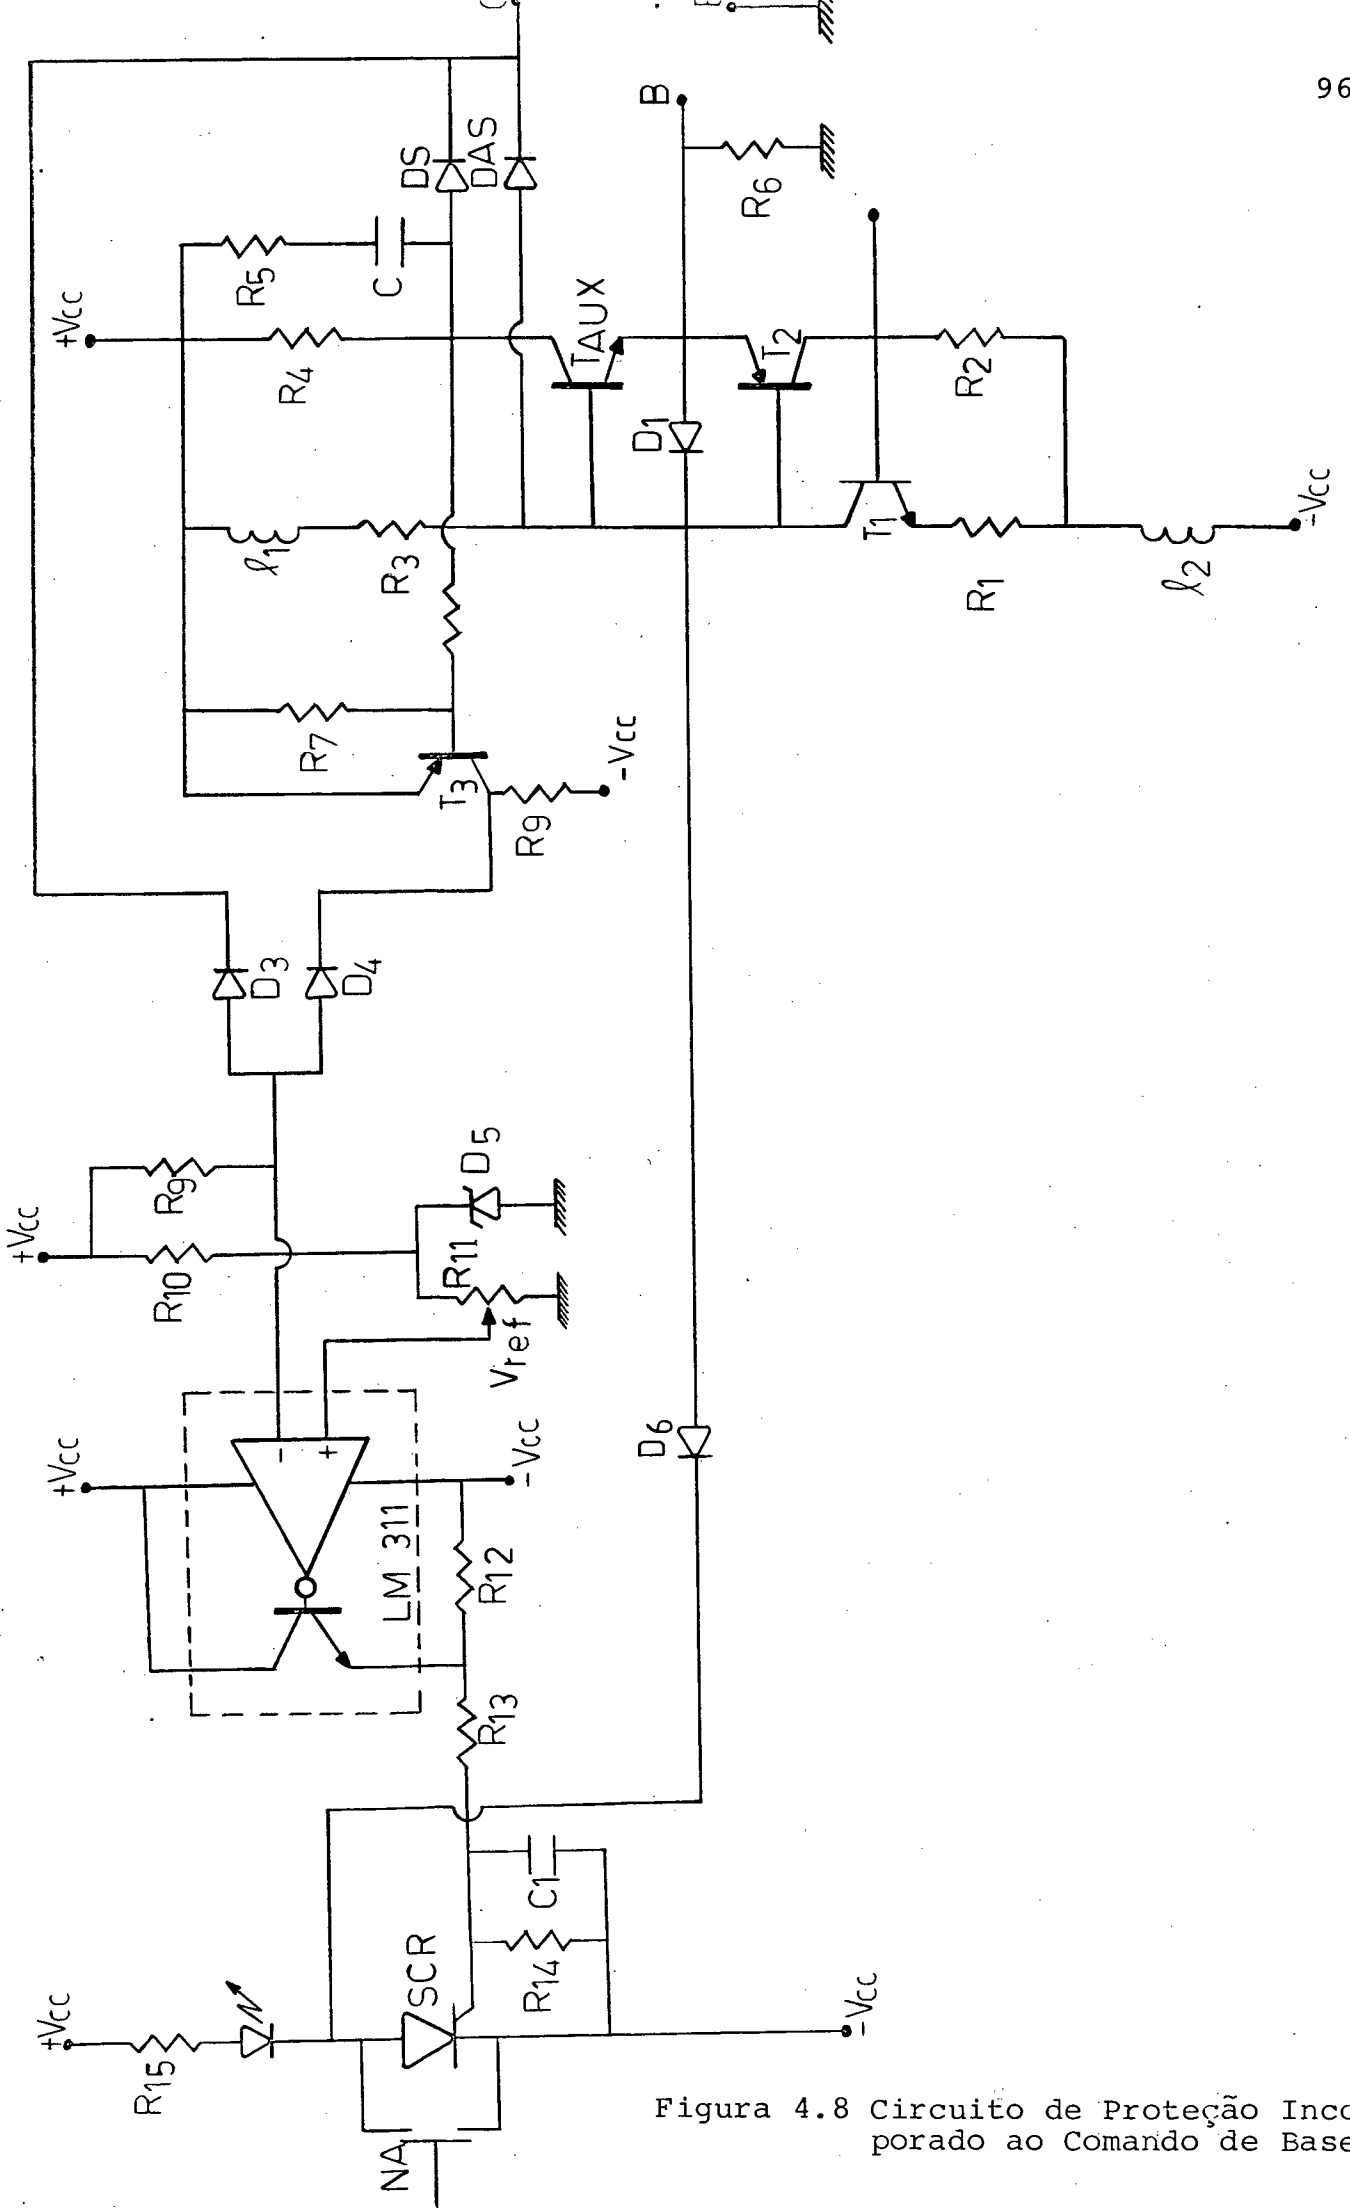 96
C
E
+Vcc
R5
C
DS
DAS
B
R6
R4
TAUX
T2
R2
D1
ℓ1
R3
T1
R1
ℓ2
-Vcc
R7
T3
R9
-Vcc
D3
D4
+Vcc
R9
R10
D5
R11
Vref
+Vcc
-
+
LM 311
-Vcc
R12
R13
D6
C1
R14
SCR
+Vcc
R15
NA
-Vcc
Figura 4.8 Circuito de Proteção Inco
porado ao Comando de Base